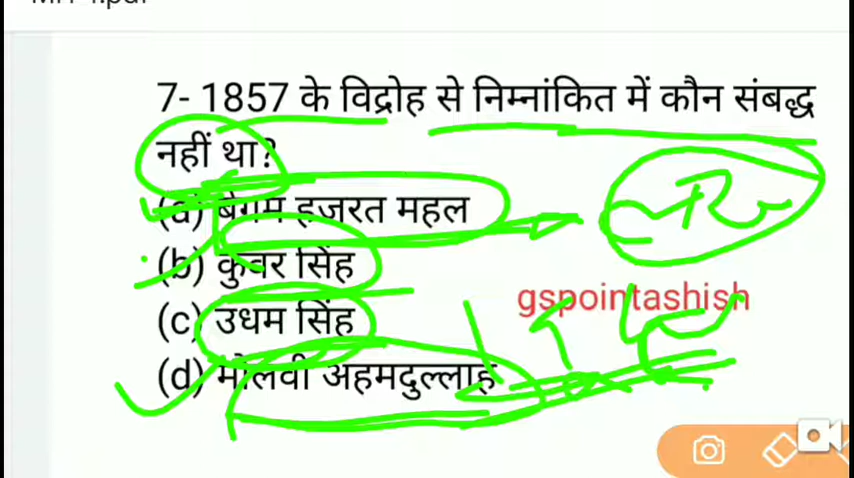 7- 1857 के विद्रोह से निम्नांकित में कौन संबद्ध
नहीं था?
(a) बेगम हजरत महल
(b) कुंवर सिंह
(c) उधम सिंह
gspointashish
(d) मौलवी अहमदुल्लाह